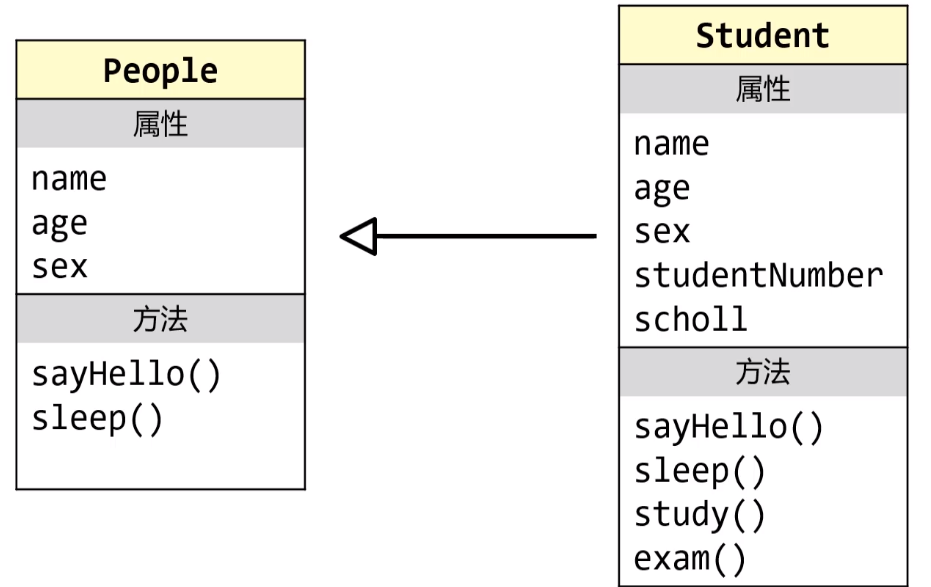 People
属性
name
age
sex
方法
sayHello()
sleep()
Student
属性
name
age
sex
studentNumber
scholl
方法
sayHello()
sleep()
study()
exam()